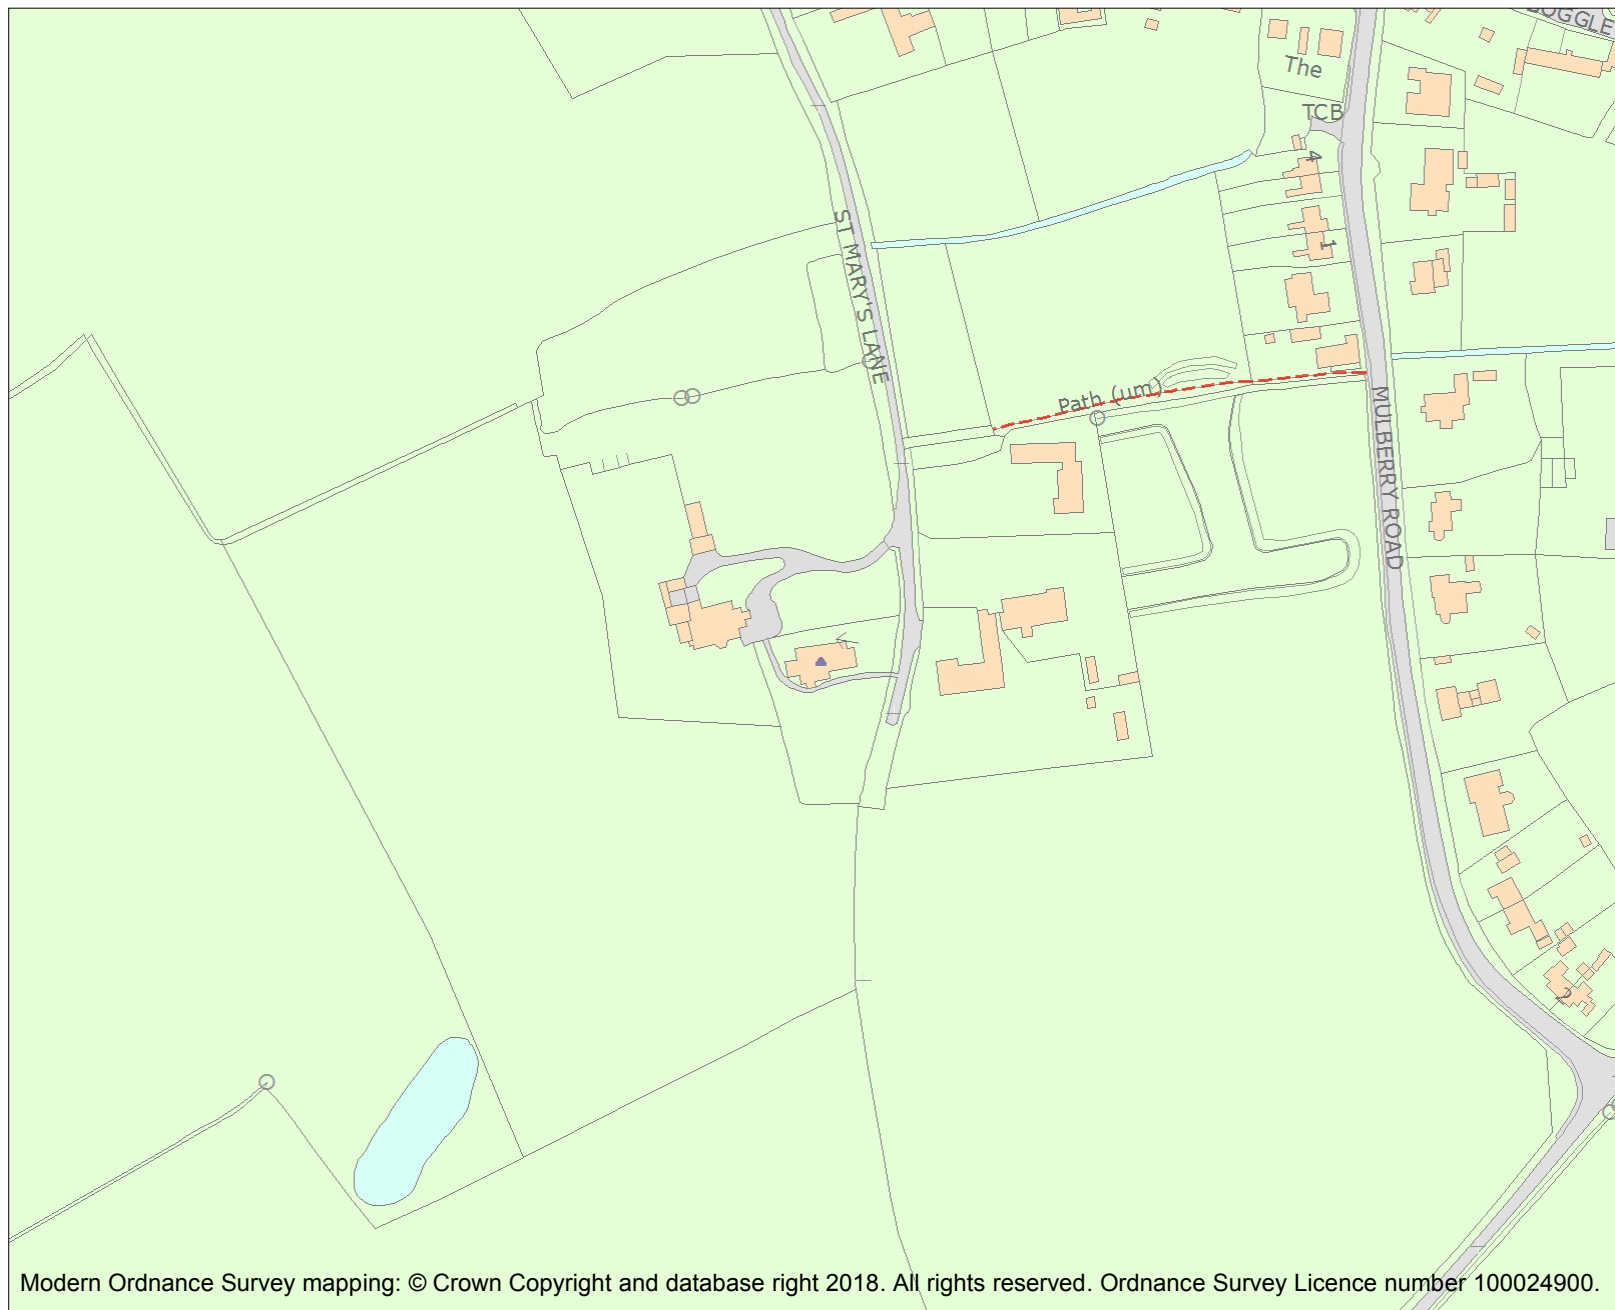 OGGLE
The
TCB
4
1
ST MARY'S LANE
Path (um)
MULBERRY ROAD
2
Modern Ordnance Survey mapping: © Crown Copyright and database right 2018. All rights reserved. Ordnance Survey Licence number 100024900.